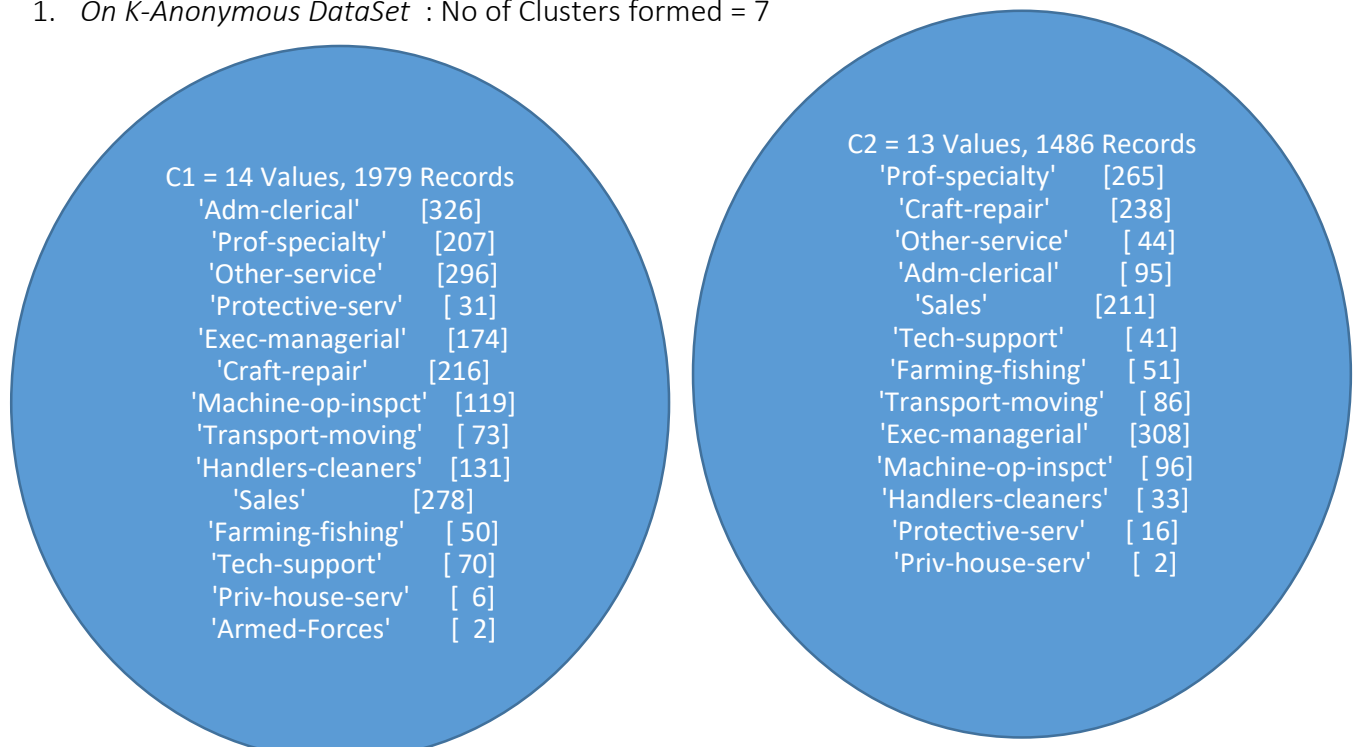 1. On K-Anonymous DataSet : No of Clusters formed = 7
C1 = 14 Values, 1979 Records
'Adm-clerical' [326]
'Prof-specialty' [207]
'Other-service' [296]
'Protective-serv' [ 31]
'Exec-managerial' [174]
'Craft-repair' [216]
'Machine-op-inspct' [119]
'Transport-moving' [ 73]
'Handlers-cleaners' [131]
'Sales' [278]
'Farming-fishing' [ 50]
'Tech-support' [ 70]
'Priv-house-serv' [ 6]
'Armed-Forces' [ 2]
C2 = 13 Values, 1486 Records
'Prof-specialty' [265]
'Craft-repair' [238]
'Other-service' [ 44]
'Adm-clerical' [ 95]
'Sales' [211]
'Tech-support' [ 41]
'Farming-fishing' [ 51]
'Transport-moving' [ 86]
'Exec-managerial' [308]
'Machine-op-inspct' [ 96]
'Handlers-cleaners' [ 33]
'Protective-serv' [ 16]
'Priv-house-serv' [ 2]